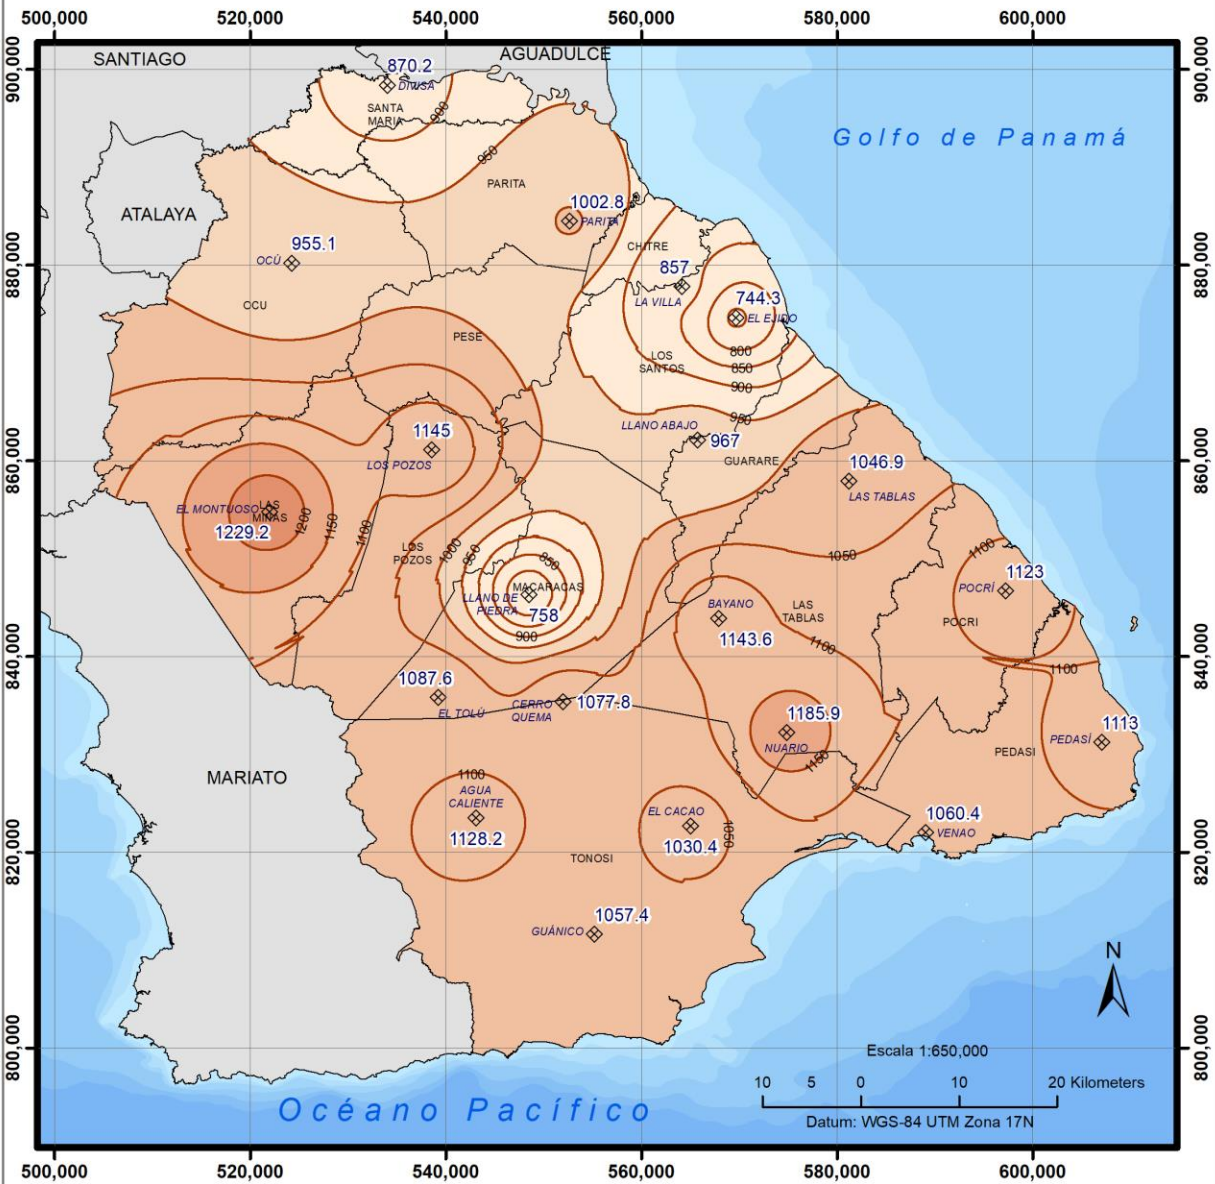 500,000 520,000 540,000 560,000 580,000 600,000
900,000
900,000
SANTIAGO
AGUADULCE
870.2
DIVISA
SANTA
MARIA
900
Golfo de Panamá
950
PARITA
ATALAYA
1002.8
PARITA
955.1
OCÚ
CHITRE
880,000
880,000
857
LA VILLA
744.3
EL EJIDO
OCU
PESE
800
850
900
LOS
SANTOS
950
LLANO ABAJO
967
1145
LOS POZOS
GUARARE
860,000
860,000
1046.9
LAS TABLAS
EL MONTUOSO
LAS
MINAS
1229.2
1200
1150
1100
LOS
POZOS
1000
950
850
1050
1100
1123
POCRÍ
MACARACAS
LLANO DE
PIEDRA
758
900
BAYANO
1143.6
LAS
TABLAS
POCRI
1100
840,000
840,000
1100
1087.6
EL TOLÚ
CERRO
QUEMA
1077.8
1185.9
NUARIO
1150
1113
PEDASÍ
PEDASI
MARIATO
1100
AGUA
CALIENTE
1128.2
EL CACAO
1030.4
1050
1060.4
VENAO
820,000
820,000
TONOSI
1057.4
GUÁNICO
N
800,000
800,000
Escala 1:650,000
10 5 0 10 20 Kilometers
Datum: WGS-84 UTM Zona 17N
Océano Pacífico
500,000 520,000 540,000 560,000 580,000 600,000